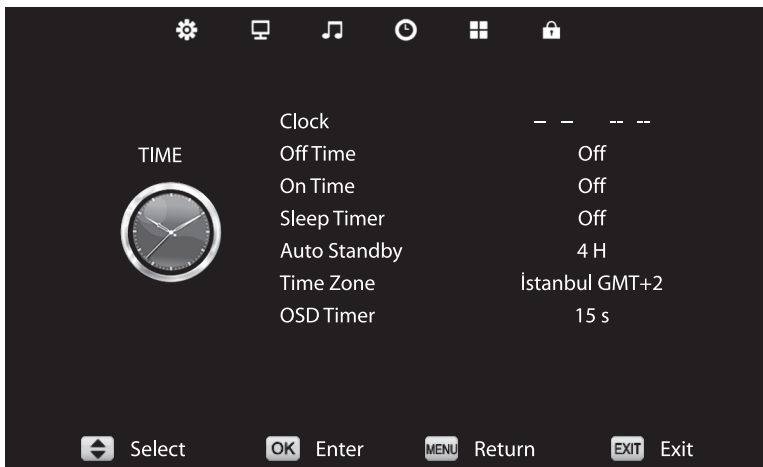 Clock – – -- --
TIME
Off Time Off
On Time Off
Sleep Timer Off
Auto Standby 4 H
Time Zone İstanbul GMT+2
OSD Timer 15 s
Select OK Enter MENU Return EXIT Exit